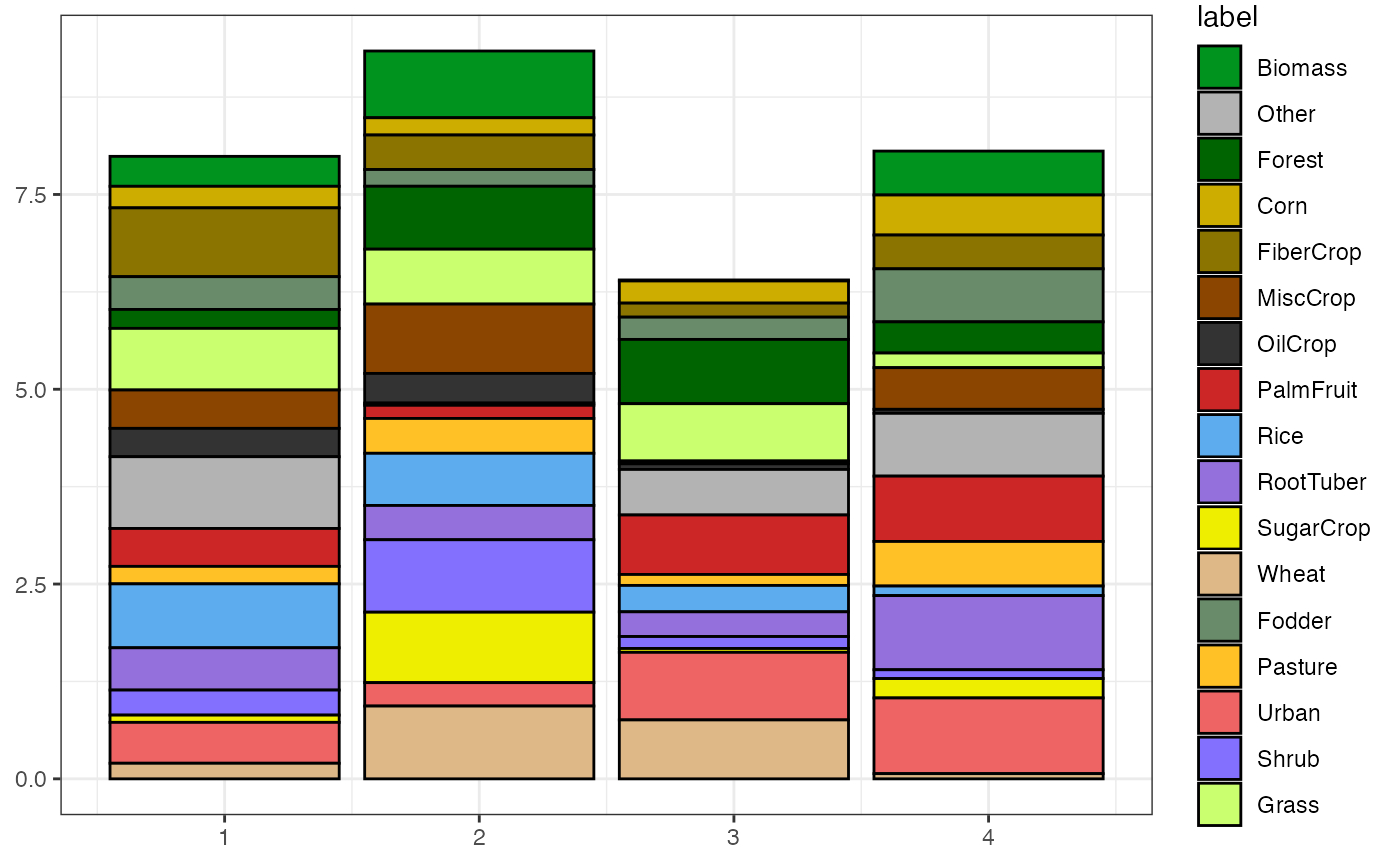 label
Biomass
Other
Forest
Corn
FiberCrop
MiscCrop
OilCrop
PalmFruit
Rice
RootTuber
SugarCrop
Wheat
Fodder
Pasture
Urban
Shrub
Grass
7.5
5.0
2.5
0.0
1 2 3 4